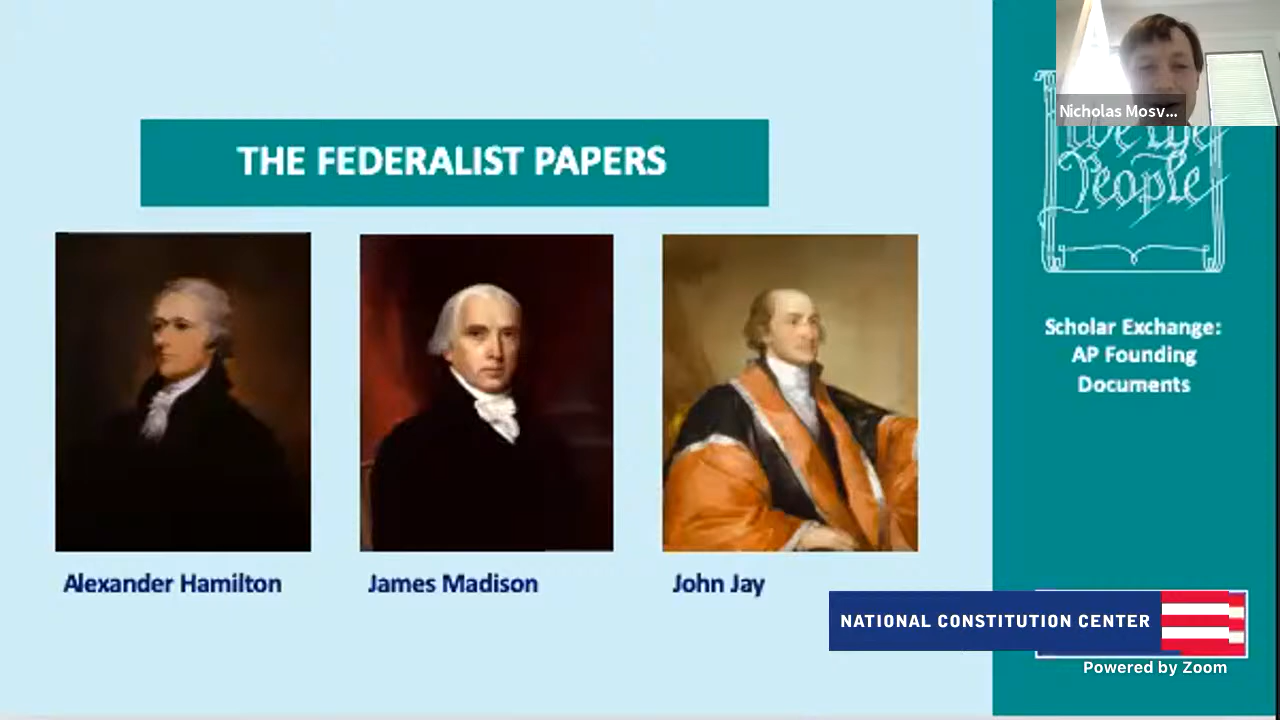 THE FEDERALIST PAPERS
Alexander Hamilton
James Madison
John Jay
Nicholas Mosv...
We the
People
Scholar Exchange:
AP Founding
Documents
NATIONAL CONSTITUTION CENTER
Powered by Zoom